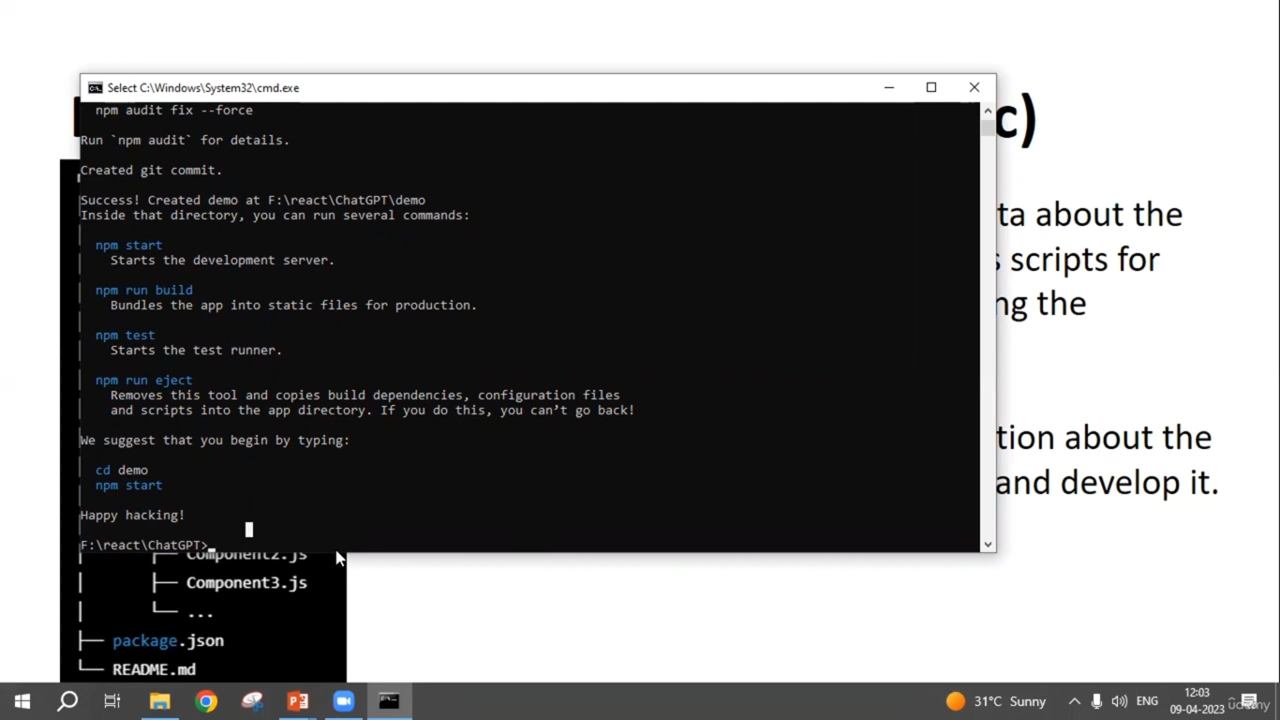 Select C:\Windows\System32\cmd.exe
npm audit fix --force
c)
Run `npm audit` for details.
Created git commit.
Success! Created demo at F:\react\ChatGPT\demo
Inside that directory, you can run several commands:
ta about the
npm start
Starts the development server.
s scripts for
npm run build
Bundles the app into static files for production.
ng the
npm test
Starts the test runner.
npm run eject
Removes this tool and copies build dependencies, configuration files
and scripts into the app directory. If you do this, you can’t go back!
We suggest that you begin by typing:
tion about the
cd demo
npm start
and develop it.
Happy hacking!
F:\react\ChatGPT>
Component2.js
Component3.js
...
package.json
README.md
31°C Sunny
ENG
12:03
09-04-2023
udemy